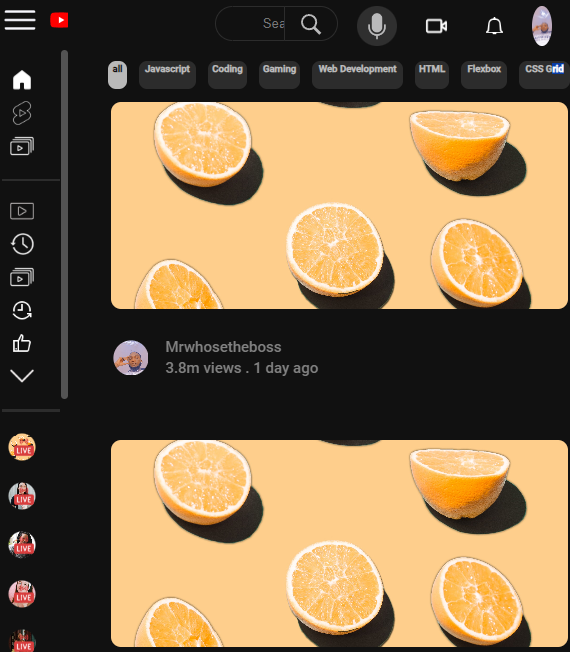 Sea
all
Javascript
Coding
Gaming
Web Development
HTML
Flexbox
CSS Grid
Mrwhosetheboss
3.8m views . 1 day ago
LIVE
LIVE
LIVE
LIVE
LIVE